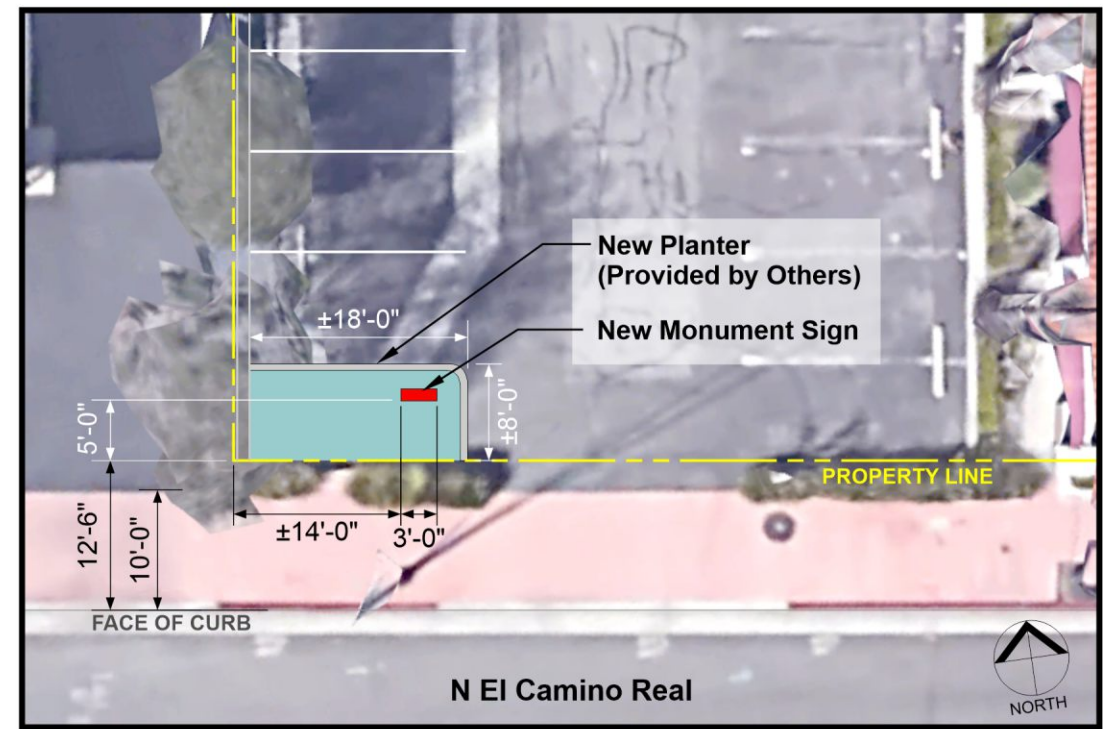 New Planter
(Provided by Others)
New Monument Sign
±18'-0"
±8'-0"
5'-0"
PROPERTY LINE
12'-6"
10'-0"
±14'-0"
3'-0"
FACE OF CURB
N El Camino Real
NORTH